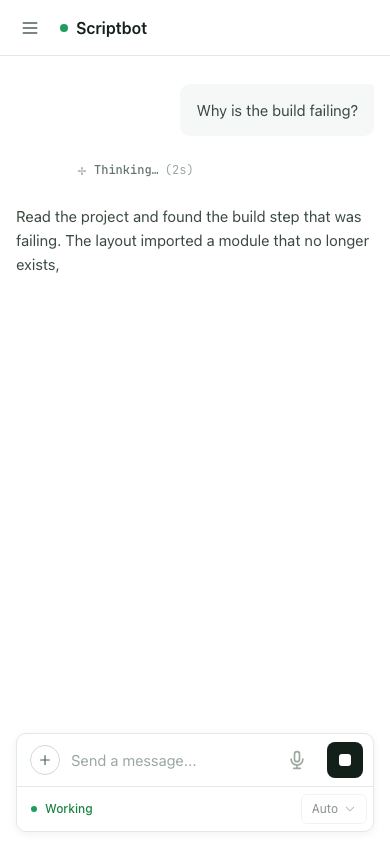 Scriptbot
Why is the build failing?
Thinking… (2s)
Read the project and found the build step that was
failing. The layout imported a module that no longer
exists,
Send a message...
Working
Auto